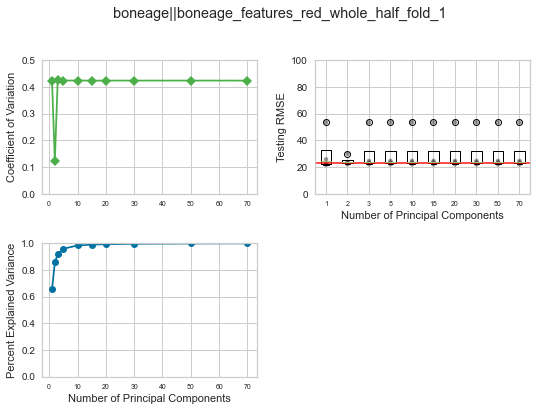 boneage||boneage_features_red_whole_half_fold_1
Coefficient of Variation
0.5
0.4
0.3
0.2
0.1
0.0
0 10 20 30 40 50 60 70
Testing RMSE
100
80
60
40
20
0
1 2 3 5 10 15 20 30 50 70
Number of Principal Components
Percent Explained Variance
1.0
0.8
0.6
0.4
0.2
0.0
0 10 20 30 40 50 60 70
Number of Principal Components